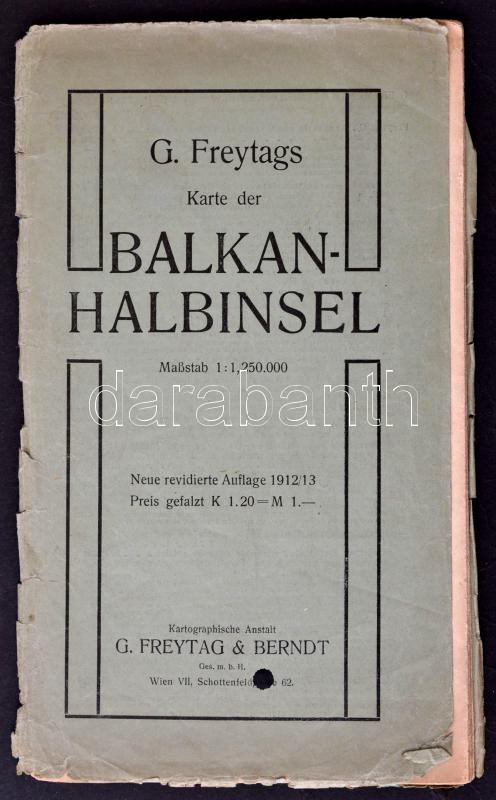 G. Freytags
Karte der
BALKAN-
HALBINSEL
Maßstab 1:1,250.000
darabanth
Neue revidierte Auflage 1912/13
Preis gefalzt K 1.20=M 1.—
Kartographische Anstalt
G. FREYTAG & BERNDT
Ges. m. b. H.
Wien VII, 62.